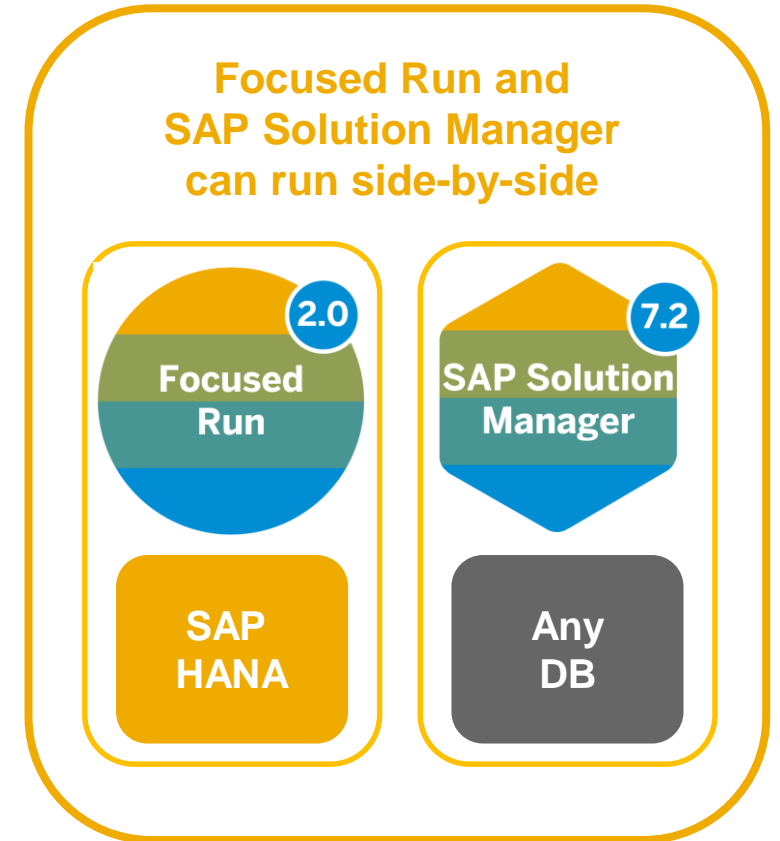 Focused Run and
SAP Solution Manager
can run side-by-side
2.0
Focused
Run
7.2
SAP Solution
Manager
SAP
HANA
Any
DB